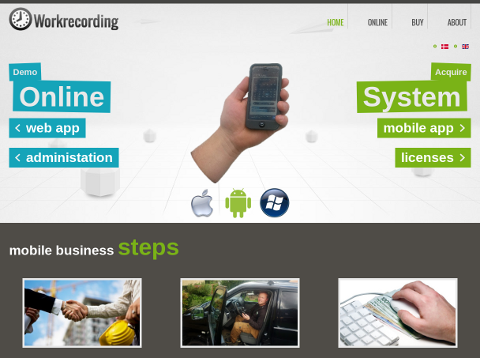 Workrecording
HOME ONLINE BUY ABOUT
Demo
Online
web app
administation
Acquire
System
mobile app
licenses
mobile business steps